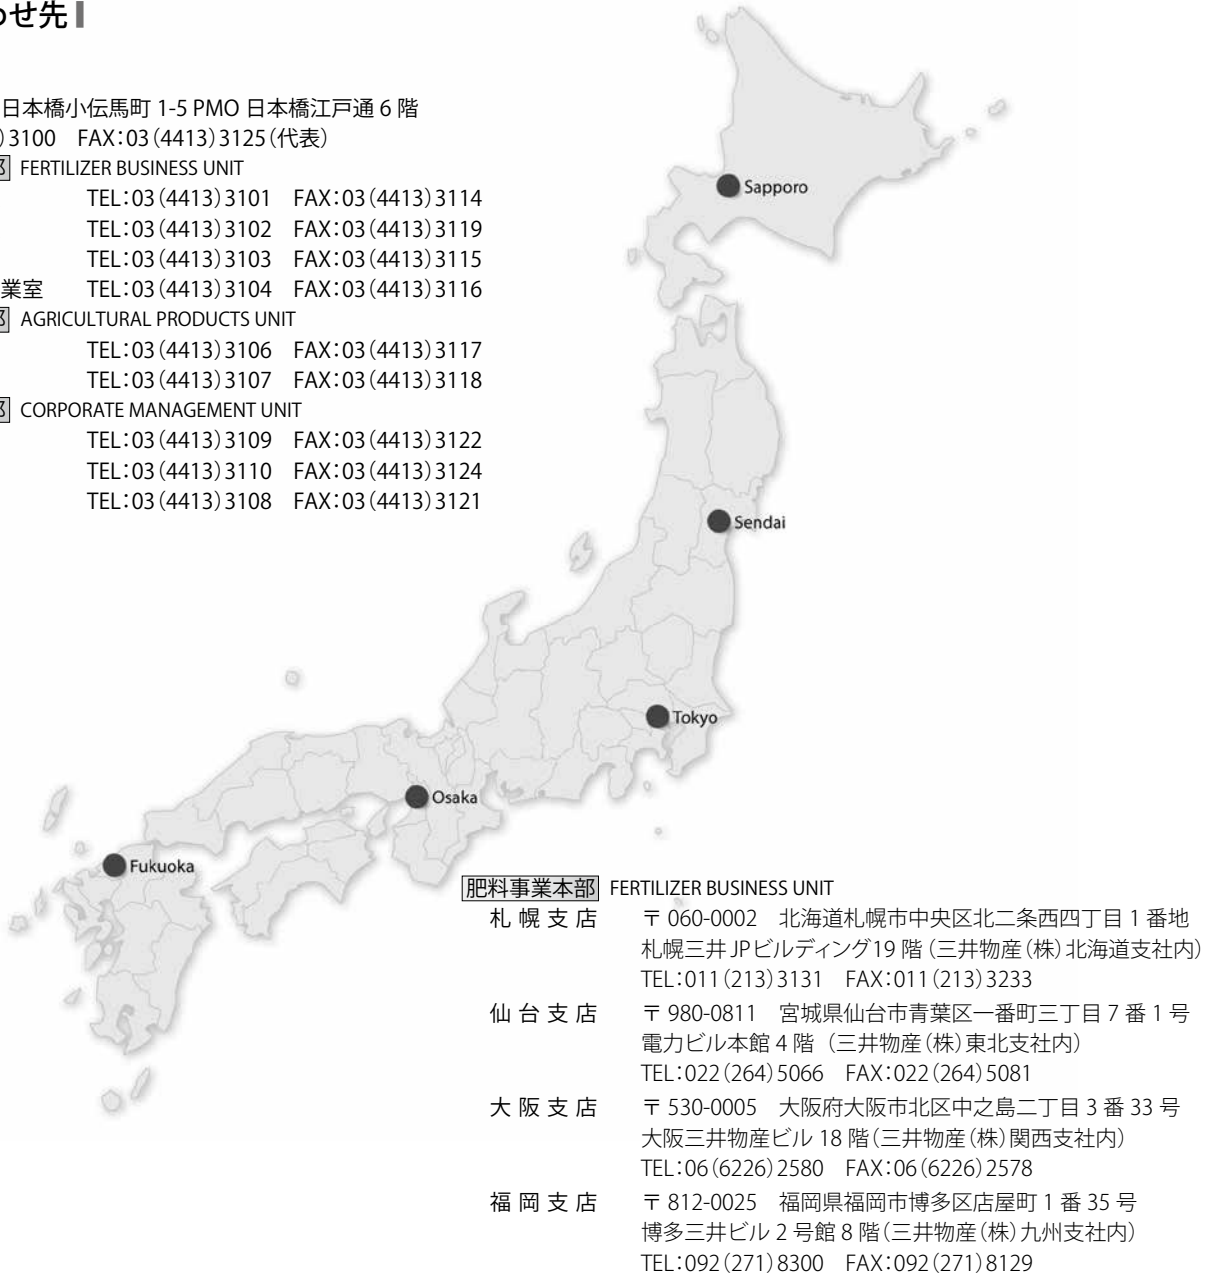 わせ先
日本橋小伝馬町 1-5 PMO 日本橋江戸通 6 階
)3100 FAX:03(4413)3125(代表)
部 FERTILIZER BUSINESS UNIT
TEL:03(4413)3101 FAX:03(4413)3114
TEL:03(4413)3102 FAX:03(4413)3119
TEL:03(4413)3103 FAX:03(4413)3115
業室 TEL:03(4413)3104 FAX:03(4413)3116
部 AGRICULTURAL PRODUCTS UNIT
TEL:03(4413)3106 FAX:03(4413)3117
TEL:03(4413)3107 FAX:03(4413)3118
部 CORPORATE MANAGEMENT UNIT
TEL:03(4413)3109 FAX:03(4413)3122
TEL:03(4413)3110 FAX:03(4413)3124
TEL:03(4413)3108 FAX:03(4413)3121
Sapporo
Sendai
Tokyo
Osaka
Fukuoka
肥料事業本部 FERTILIZER BUSINESS UNIT
札幌支店 〒060-0002 北海道札幌市中央区北二条西四丁目 1 番地
札幌三井 JPビルディング19 階(三井物産(株)北海道支社内)
TEL:011(213)3131 FAX:011(213)3233
仙台支店 〒980-0811 宮城県仙台市青葉区一番町三丁目 7 番 1 号
電力ビル本館 4 階 (三井物産(株)東北支社内)
TEL:022(264)5066 FAX:022(264)5081
大阪支店 〒530-0005 大阪府大阪市北区中之島二丁目 3 番 33 号
大阪三井物産ビル 18 階(三井物産(株)関西支社内)
TEL:06(6226)2580 FAX:06(6226)2578
福岡支店 〒812-0025 福岡県福岡市博多区店屋町 1 番 35 号
博多三井ビル 2 号館 8 階(三井物産(株)九州支社内)
TEL:092(271)8300 FAX:092(271)8129